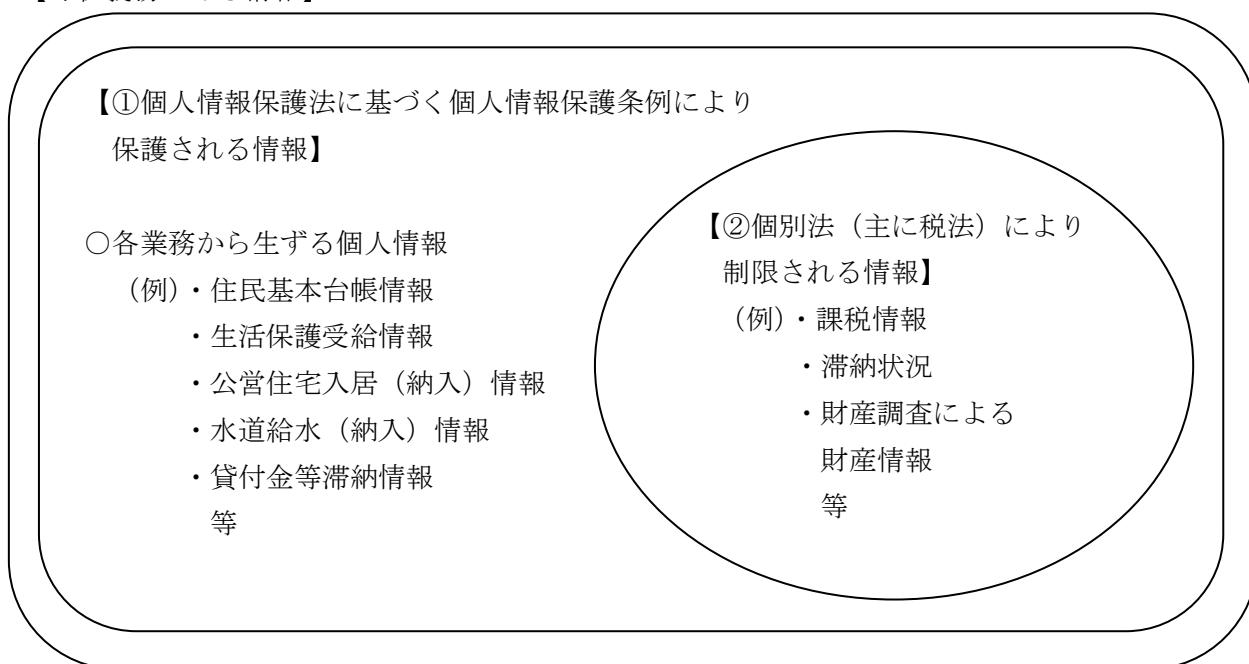 【①個人情報保護法に基づく個人情報保護条例により
保護される情報】
○各業務から生ずる個人情報
（例）・住民基本台帳情報
・生活保護受給情報
・公営住宅入居（納入）情報
・水道給水（納入）情報
・貸付金等滞納情報
等
【②個別法（主に税法）により
制限される情報】
（例）・課税情報
・滞納状況
・財産調査による
財産情報
等